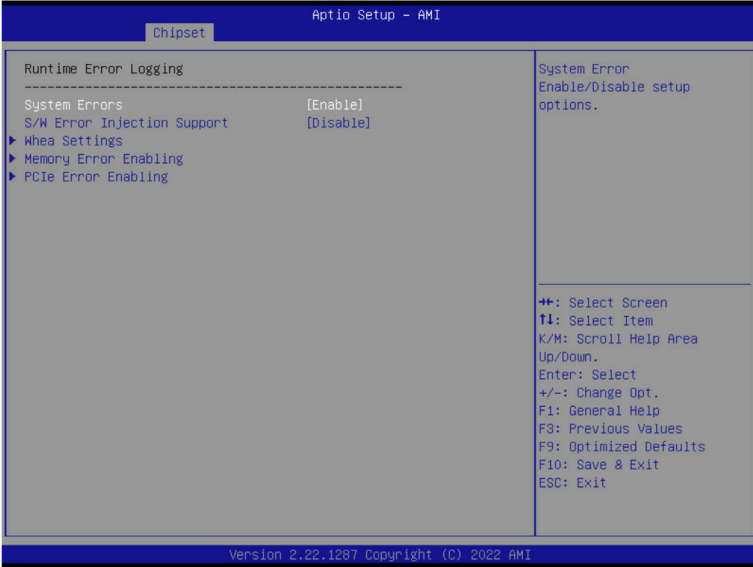 Aptio Setup – AMI
Chipset
Runtime Error Logging
--------------------------------------------------
System Errors [Enable]
S/W Error Injection Support [Disable]
▶ Whea Settings
▶ Memory Error Enabling
▶ PCIe Error Enabling
System Error
Enable/Disable setup
options.
→←: Select Screen
↑↓: Select Item
K/M: Scroll Help Area
Up/Down.
Enter: Select
+/-: Change Opt.
F1: General Help
F3: Previous Values
F9: Optimized Defaults
F10: Save & Exit
ESC: Exit
Version 2.22.1287 Copyright (C) 2022 AMI